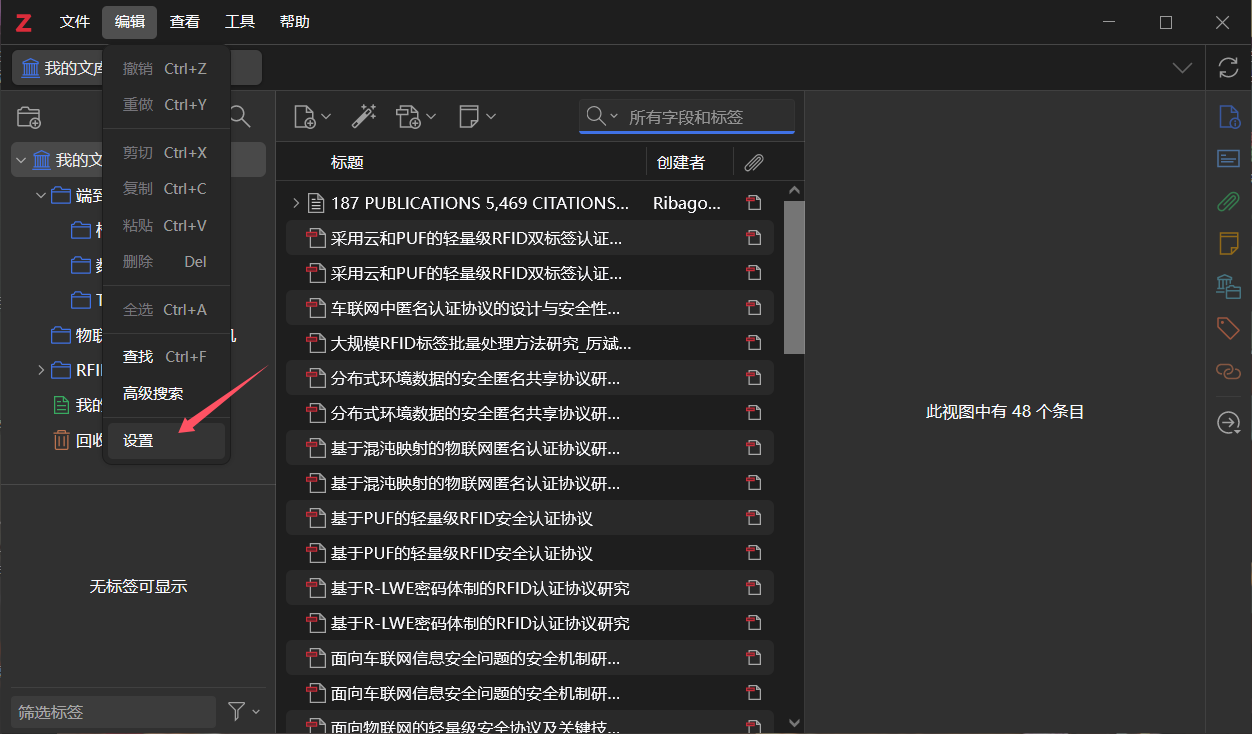 Z 文件 编辑 查看 工具 帮助
我的文库
撤销 Ctrl+Z
重做 Ctrl+Y
剪切 Ctrl+X
复制 Ctrl+C
粘贴 Ctrl+V
删除 Del
全选 Ctrl+A
查找 Ctrl+F
高级搜索
设置
我的文
端到
T
物联
机
RFI
我的
回收
无标签可显示
筛选标签
所有字段和标签
标题 创建者
187 PUBLICATIONS 5,469 CITATIONS... Ribago...
采用云和PUF的轻量级RFID双标签认证...
采用云和PUF的轻量级RFID双标签认证...
车联网中匿名认证协议的设计与安全性...
大规模RFID标签批量处理方法研究_厉斌...
分布式环境数据的安全匿名共享协议研...
分布式环境数据的安全匿名共享协议研...
基于混沌映射的物联网匿名认证协议研...
基于混沌映射的物联网匿名认证协议研...
基于PUF的轻量级RFID安全认证协议
基于PUF的轻量级RFID安全认证协议
基于R-LWE密码体制的RFID认证协议研究
基于R-LWE密码体制的RFID认证协议研究
面向车联网信息安全问题的安全机制研...
面向车联网信息安全问题的安全机制研...
面向物联网的轻量级安全协议及关键技...
此视图中有 48 个条目